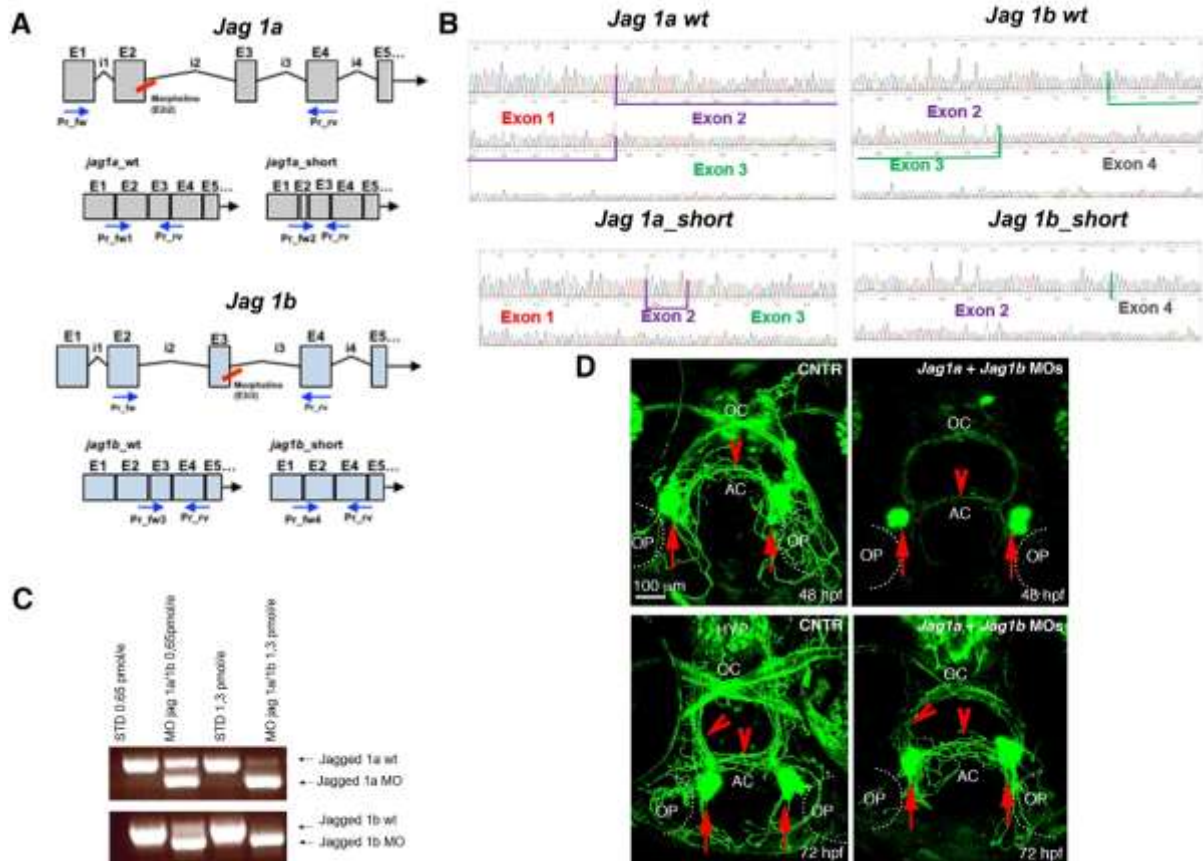 A
Jag 1a
E1 E2 E3 E4 E5...
i1 i2 i3 i4
Morpholino
(E2i2)
Pr_fw Pr_rv
jag1a_wt jag1a_short
E1 E2 E3 E4 E5... E1 E2 E3 E4 E5...
Pr_fw1 Pr_rv Pr_fw2 Pr_rv
Jag 1b
E1 E2 E3 E4 E5...
i1 i2 i3 i4
Morpholino
(E3i3)
Pr_fw Pr_rv
jag1b_wt jag1b_short
E1 E2 E3 E4 E5... E1 E2 E4 E5...
Pr_fw3 Pr_rv Pr_fw4 Pr_rv
B
Jag 1a wt Jag 1b wt
Exon 1 Exon 2 Exon 2
Exon 3 Exon 3 Exon 4
Jag 1a_short Jag 1b_short
Exon 1 Exon 2 Exon 3 Exon 2 Exon 4
C
STD 0.65 pmol/e
MO jag 1a/1b 0,65pmol/e
STD 1,3 pmol/e
MO jag 1a/1b 1,3 pmol/e
Jagged 1a wt
Jagged 1a MO
Jagged 1b wt
Jagged 1b MO
D
CNTR Jag1a + Jag1b MOs
OC OC
AC AC
OP OP OP OP
100 µm
48 hpf 48 hpf
CNTR Jag1a + Jag1b MOs
HYP
OC OC
AC AC
OP OP OP OP
72 hpf 72 hpf